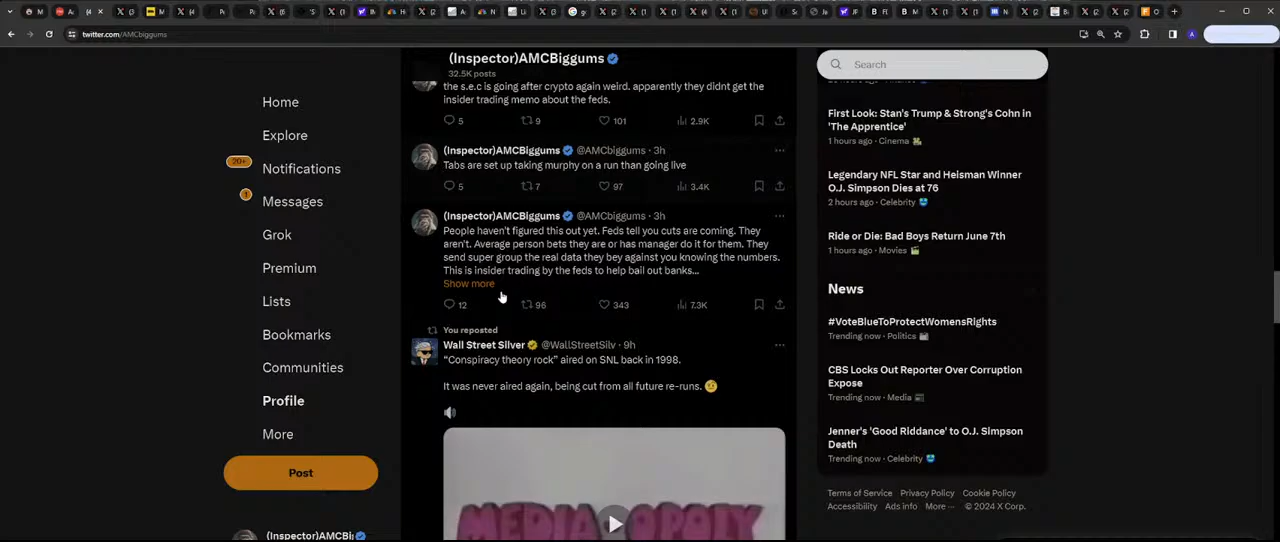 twitter.com/AMCbiggums
Home
Explore
20+
Notifications
1
Messages
Grok
Premium
Lists
Bookmarks
Communities
Profile
More
Post
(Inspector)AMCBi
(Inspector)AMCBiggums
32.5K posts
the s.e.c is going after crypto again weird. apparently they didnt get the
insider trading memo about the feds.
5 9 101 2.9K
(Inspector)AMCBiggums @AMCbiggums · 3h
Tabs are set up taking murphy on a run than going live
5 7 97 3.4K
(Inspector)AMCBiggums @AMCbiggums · 3h
People haven't figured this out yet. Feds tell you cuts are coming. They
aren't. Average person bets they are or has manager do it for them. They
send super group the real data they bey against you knowing the numbers.
This is insider trading by the feds to help bail out banks...
Show more
12 96 343 7.3K
You reposted
Wall Street Silver @WallStreetSilv · 9h
“Conspiracy theory rock” aired on SNL back in 1998.
It was never aired again, being cut from all future re-runs.
MEDIA OPOLY
Search
First Look: Stan's Trump & Strong's Cohn in
'The Apprentice'
1 hours ago · Cinema
Legendary NFL Star and Heisman Winner
O.J. Simpson Dies at 76
2 hours ago · Celebrity
Ride or Die: Bad Boys Return June 7th
1 hours ago · Movies
News
#VoteBlueToProtectWomensRights
Trending now · Politics
CBS Locks Out Reporter Over Corruption
Expose
Trending now · Media
Jenner's 'Good Riddance' to O.J. Simpson
Death
Trending now · Celebrity
Terms of Service Privacy Policy Cookie Policy
Accessibility Ads info More ··· © 2024 X Corp.